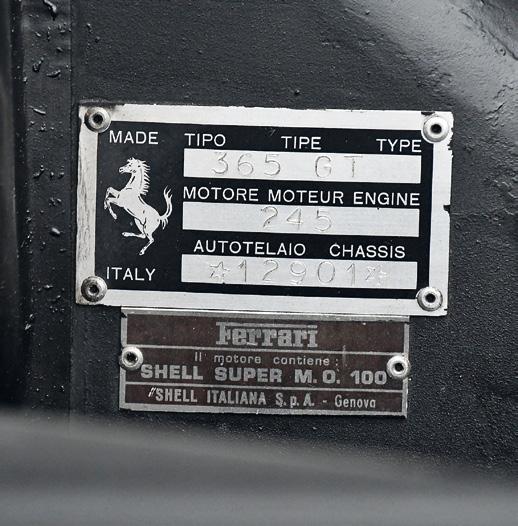 MADE TIPO TIPE TYPE
365 GT
MOTORE MOTEUR ENGINE
245
AUTOTELAIO CHASSIS
ITALY ☆12901☆
Ferrari
Il motore contiene
SHELL SUPER M. O. 100
"SHELL ITALIANA S.p.A. - Genova